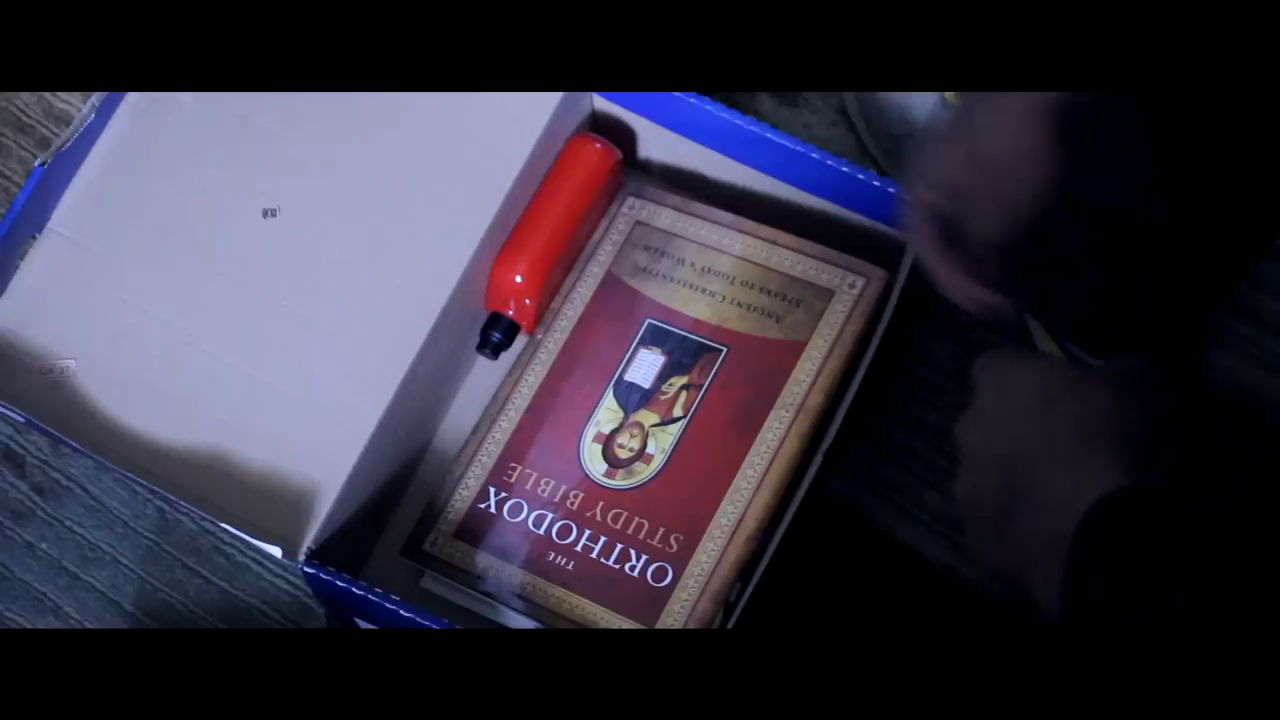 THE
ORTHODOX
STUDY BIBLE
ANCIENT CHRISTIANITY
SPEAKS TO TODAY'S WORLD